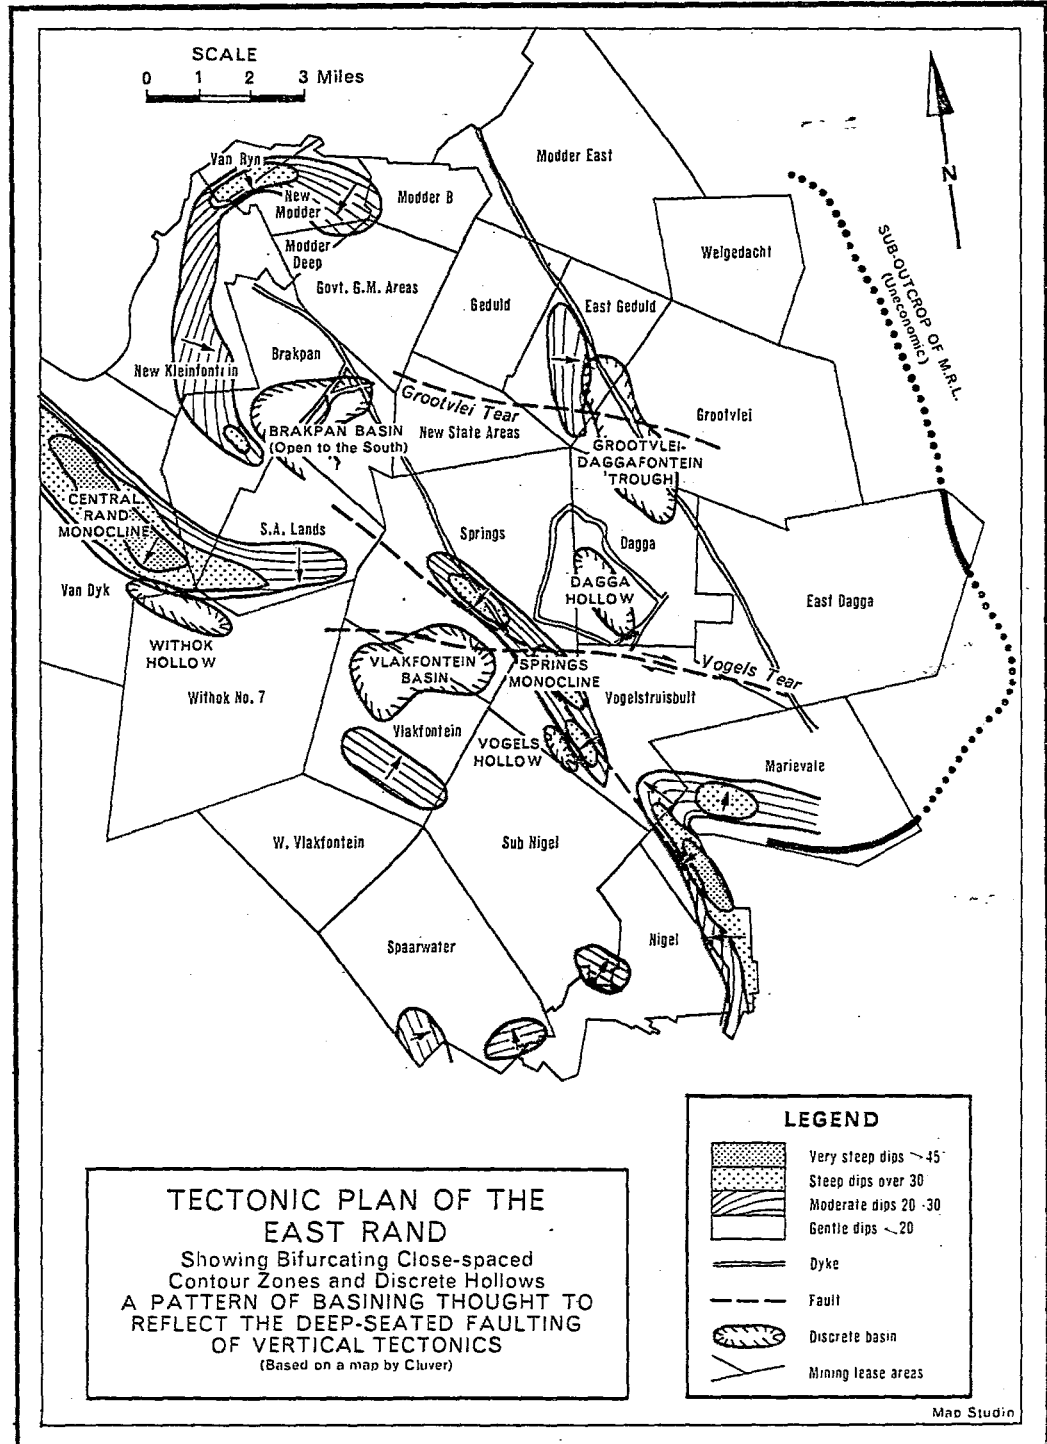 SCALE
0 1 2 3 Miles
N
Modder East
Van Ryn
New
Modder
Modder B
Modder
Deep
Welgedacht
SUB-OUTCROP OF M.R.L.
(Uneconomic)
Govt. G.M. Areas
Geduld
East Geduld
Brakpan
New Kleinfontein
Grootvlei Tear
Grootvlei
BRAKPAN BASIN
(Open to the South)
?
New State Areas
GROOTVLEI-
DAGGAFONTEIN
TROUGH
CENTRAL
RAND
MONOCLINE
S.A. Lands
Springs
Dagga
Van Dyk
DAGGA
HOLLOW
East Dagga
WITHOK
HOLLOW
VLAKFONTEIN
BASIN
SPRINGS
MONOCLINE
Vogels Tear
Withok No. 7
Vogelstruisbult
Vlakfontein
VOGELS
HOLLOW
Marievale
W. Vlakfontein
Sub Nigel
Spaarwater
Nigel
TECTONIC PLAN OF THE
EAST RAND
Showing Bifurcating Close-spaced
Contour Zones and Discrete Hollows
A PATTERN OF BASINING THOUGHT TO
REFLECT THE DEEP-SEATED FAULTING
OF VERTICAL TECTONICS
(Based on a map by Cluver)
LEGEND
Very steep dips >45
Steep dips over 30
Moderate dips 20 -30
Gentle dips <20
Dyke
Fault
Discrete basin
Mining lease areas
Map Studio